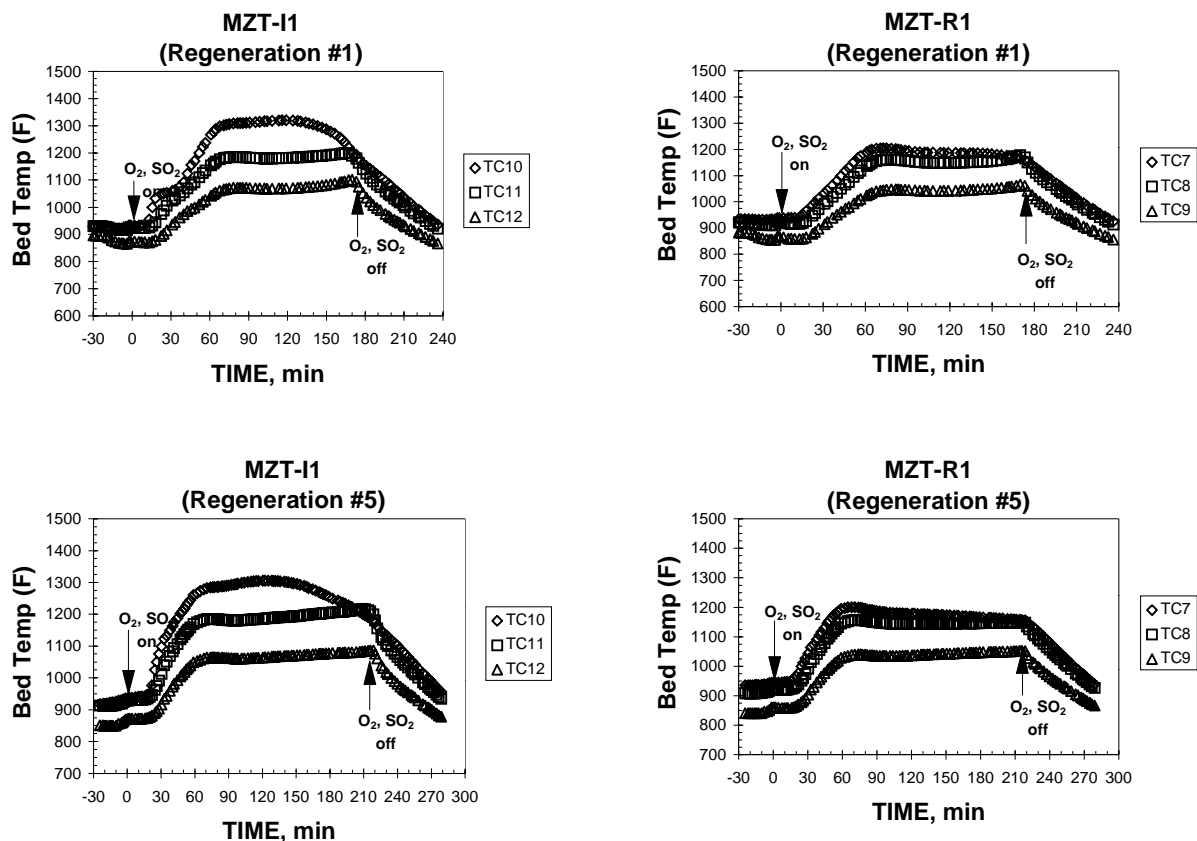 MZT-I1
(Regeneration #1)
1500
1400
1300
1200
1100
1000
900
800
700
600
Bed Temp (F)
O2, SO2
on
O2, SO2
off
-30 0 30 60 90 120 150 180 210 240
TIME, min
TC10
TC11
TC12
MZT-R1
(Regeneration #1)
1500
1400
1300
1200
1100
1000
900
800
700
600
Bed Temp (F)
O2, SO2
on
O2, SO2
off
-30 0 30 60 90 120 150 180 210 240
TIME, min
TC7
TC8
TC9
MZT-I1
(Regeneration #5)
1500
1400
1300
1200
1100
1000
900
800
700
Bed Temp (F)
O2, SO2
on
O2, SO2
off
-30 0 30 60 90 120 150 180 210 240 270 300
TIME, min
TC10
TC11
TC12
MZT-R1
(Regeneration #5)
1500
1400
1300
1200
1100
1000
900
800
700
Bed Temp (F)
O2, SO2
on
O2, SO2
off
-30 0 30 60 90 120 150 180 210 240 270 300
TIME, min
TC7
TC8
TC9